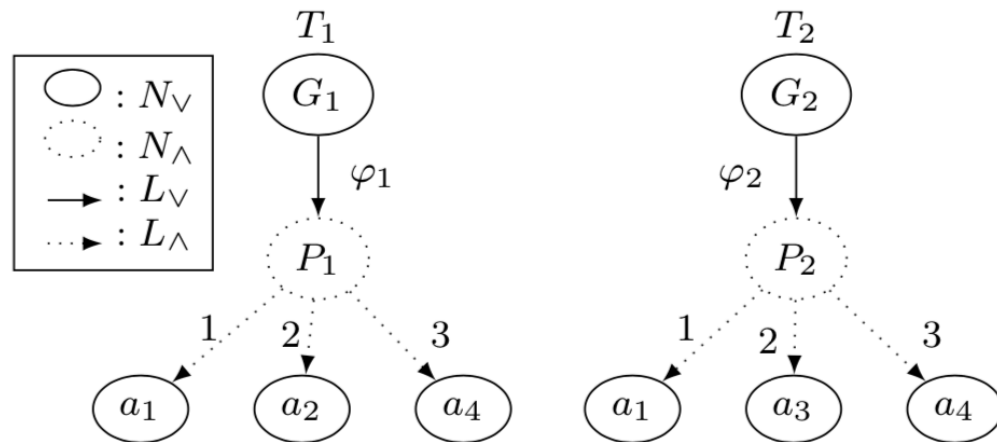 T₁
T₂
: N∨
: N∧
: L∨
: L∧
G₁
G₂
φ₁
φ₂
P₁
P₂
1 2 3
1 2 3
a₁ a₂ a₄
a₁ a₃ a₄